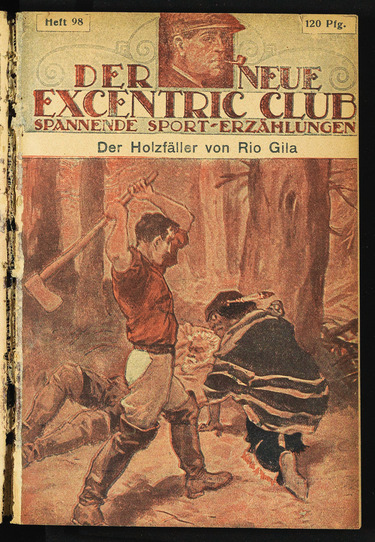 Heft 98
120 Pfg.
DER NEUE
EXCENTRIC CLUB
SPANNENDE SPORT-ERZÄHLUNGEN
Der Holzfäller von Rio Gila